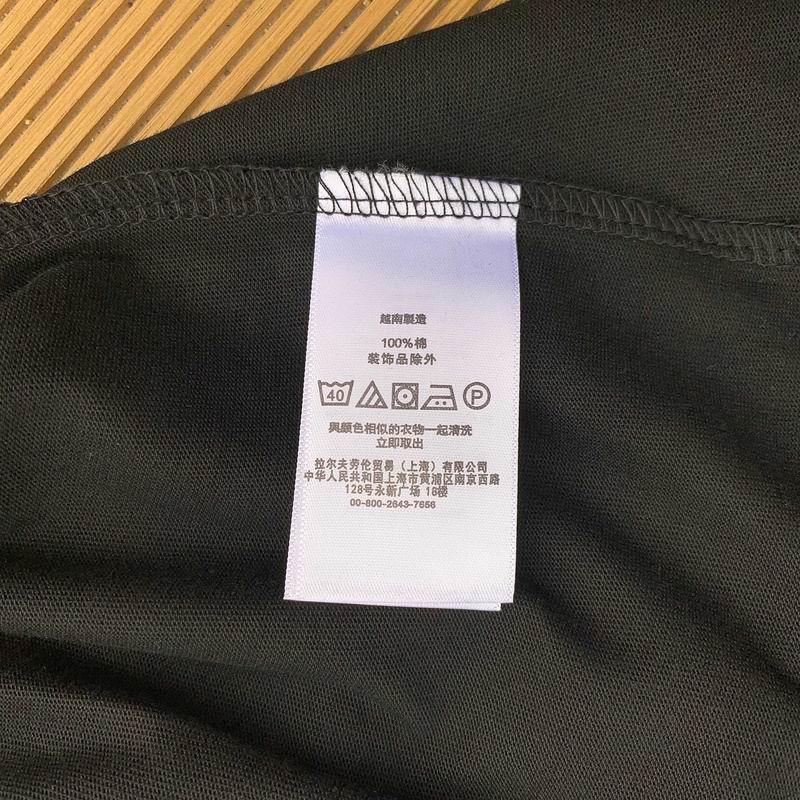 越南製造
100%棉
裝飾品除外
40 P
與顏色相似的衣物一起清洗
立即取出
拉尔夫劳伦贸易（上海）有限公司
中华人民共和国上海市黄浦区南京西路
128号永新广场 18楼
00-800-2643-7656